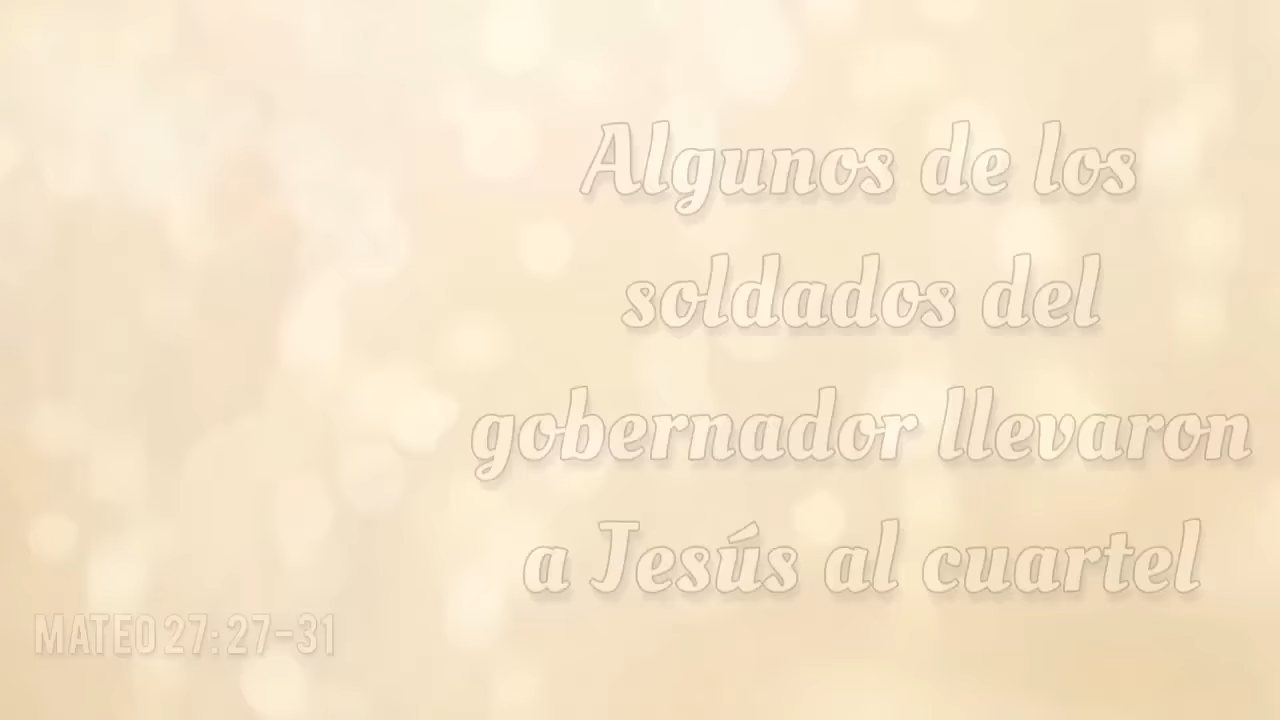 Algunos de los
soldados del
gobernador llevaron
a Jesús al cuartel
MATEO 27:27-31